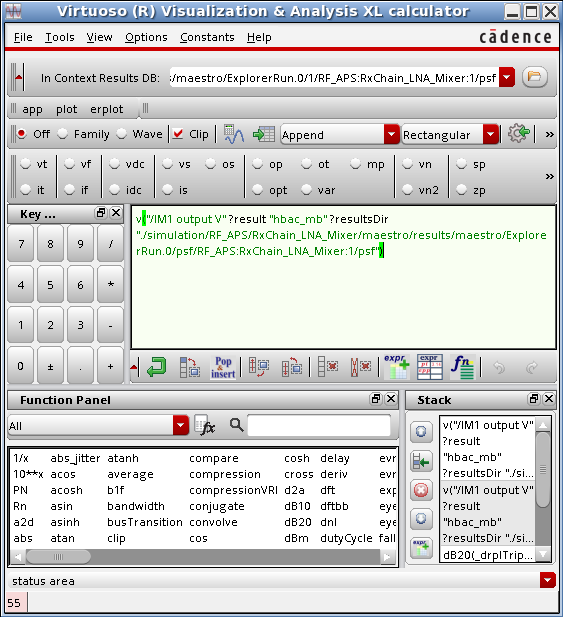 Virtuoso (R) Visualization & Analysis XL calculator
File Tools View Options Constants Help cādence
In Context Results DB: s/maestro/ExplorerRun.0/1/RF_APS:RxChain_LNA_Mixer:1/psf
app plot erplot
Off Family Wave Clip Append Rectangular »
vt vf vdc vs os op ot mp vn sp
it if idc is opt var vn2 zp »
Key ...
7 8 9 /
4 5 6 *
1 2 3 -
0 ± . +
v("/IM1 output V" ?result "hbac_mb" ?resultsDir
"./simulation/RF_APS/RxChain_LNA_Mixer/maestro/results/maestro/Explore
rRun.0/psf/RF_APS:RxChain_LNA_Mixer:1/psf")
Pop & insert
expr
expr
fn
Function Panel
All
fx
1/x abs_jitter atanh compare cosh delay evr
10**x acos average compression cross deriv evr
PN acosh b1f compressionVRI d2a dft exp
Rn asin bandwidth conjugate dB10 dftbb eye
a2d asinh busTransition convolve dB20 dnl eye
abs atan clip cos dBm dutyCycle fall
Stack
v("/IM1 output V"
?result
"hbac_mb"
?resultsDir "./si...
v("/IM1 output V"
?result
"hbac_mb"
?resultsDir "./si...
dB20(_drplTrip...
expr
status area
55